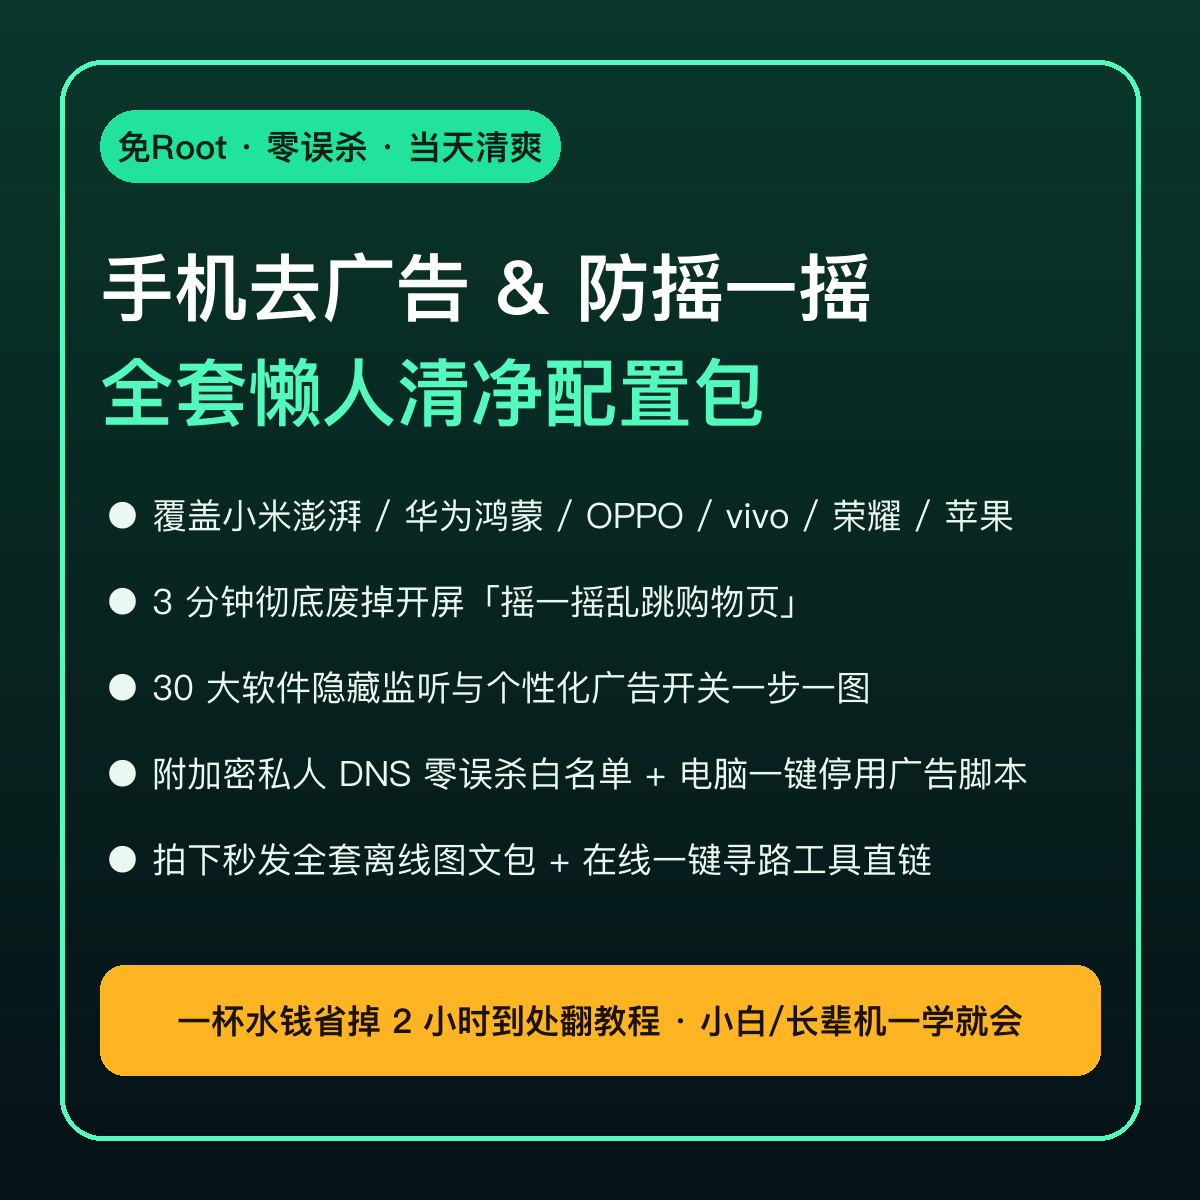 免Root · 零误杀 · 当天清爽
手机去广告 & 防摇一摇
全套懒人清净配置包
● 覆盖小米澎湃 / 华为鸿蒙 / OPPO / vivo / 荣耀 / 苹果
● 3 分钟彻底废掉开屏「摇一摇乱跳购物页」
● 30 大软件隐藏监听与个性化广告开关一步一图
● 附加密私人 DNS 零误杀白名单 + 电脑一键停用广告脚本
● 拍下秒发全套离线图文包 + 在线一键寻路工具直链
一杯水钱省掉 2 小时到处翻教程 · 小白/长辈机一学就会